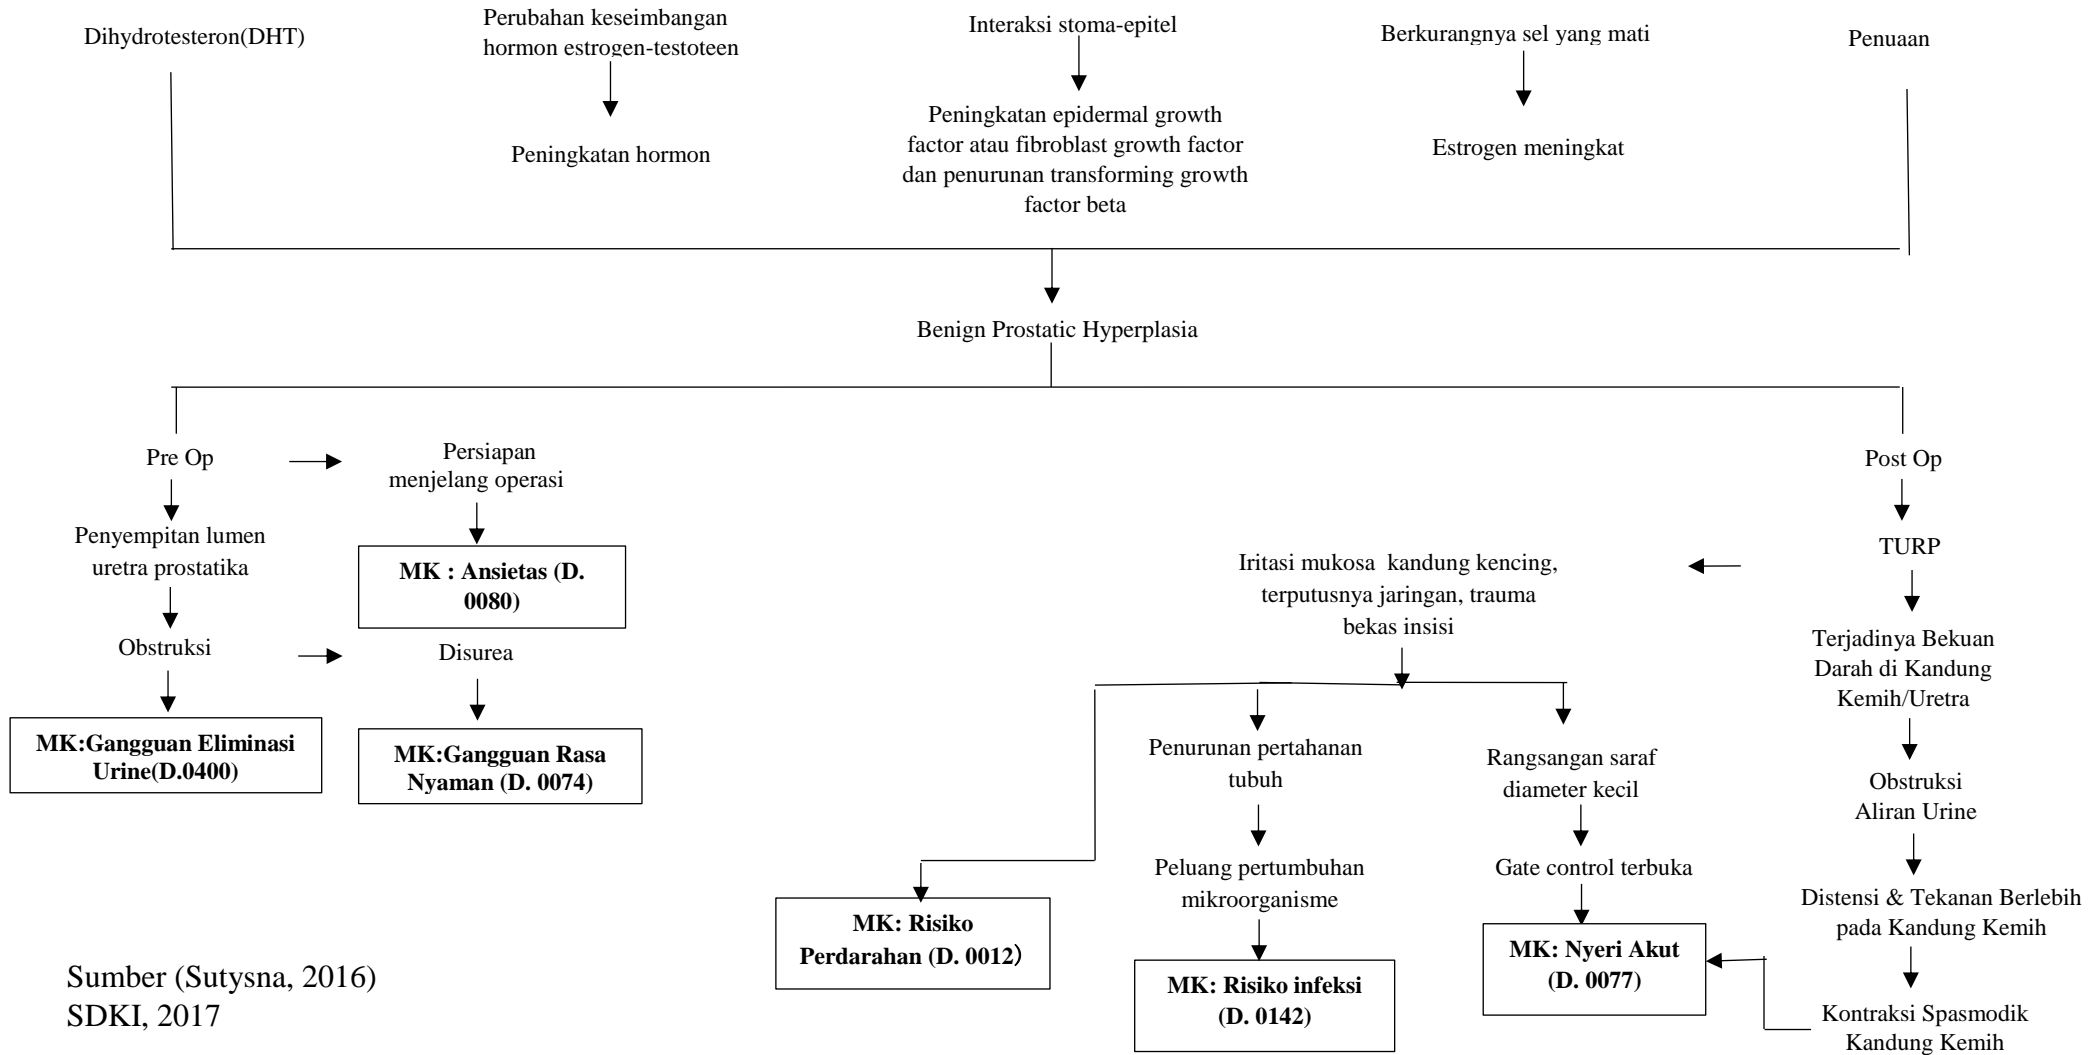 Dihydrotesteron(DHT)
Perubahan keseimbangan
hormon estrogen-testoteen
Interaksi stoma-epitel
Berkurangnya sel yang mati
Penuaan
Peningkatan hormon
Peningkatan epidermal growth
factor atau fibroblast growth factor
dan penurunan transforming growth
factor beta
Estrogen meningkat
Benign Prostatic Hyperplasia
Pre Op
Persiapan
menjelang operasi
Post Op
Penyempitan lumen
uretra prostatika
MK : Ansietas (D.
0080)
Iritasi mukosa  kandung kencing,
terputusnya jaringan, trauma
bekas insisi
TURP
Obstruksi
Disurea
Terjadinya Bekuan
Darah di Kandung
Kemih/Uretra
MK:Gangguan Eliminasi
Urine(D.0400)
MK:Gangguan Rasa
Nyaman (D. 0074)
Penurunan pertahanan
tubuh
Rangsangan saraf
diameter kecil
Obstruksi
Aliran Urine
Peluang pertumbuhan
mikroorganisme
Gate control terbuka
Distensi & Tekanan Berlebih
pada Kandung Kemih
MK: Risiko
Perdarahan (D. 0012）
MK: Risiko infeksi
(D. 0142)
MK: Nyeri Akut
(D. 0077)
Kontraksi Spasmodik
Kandung Kemih
Sumber (Sutysna, 2016)
SDKI, 2017